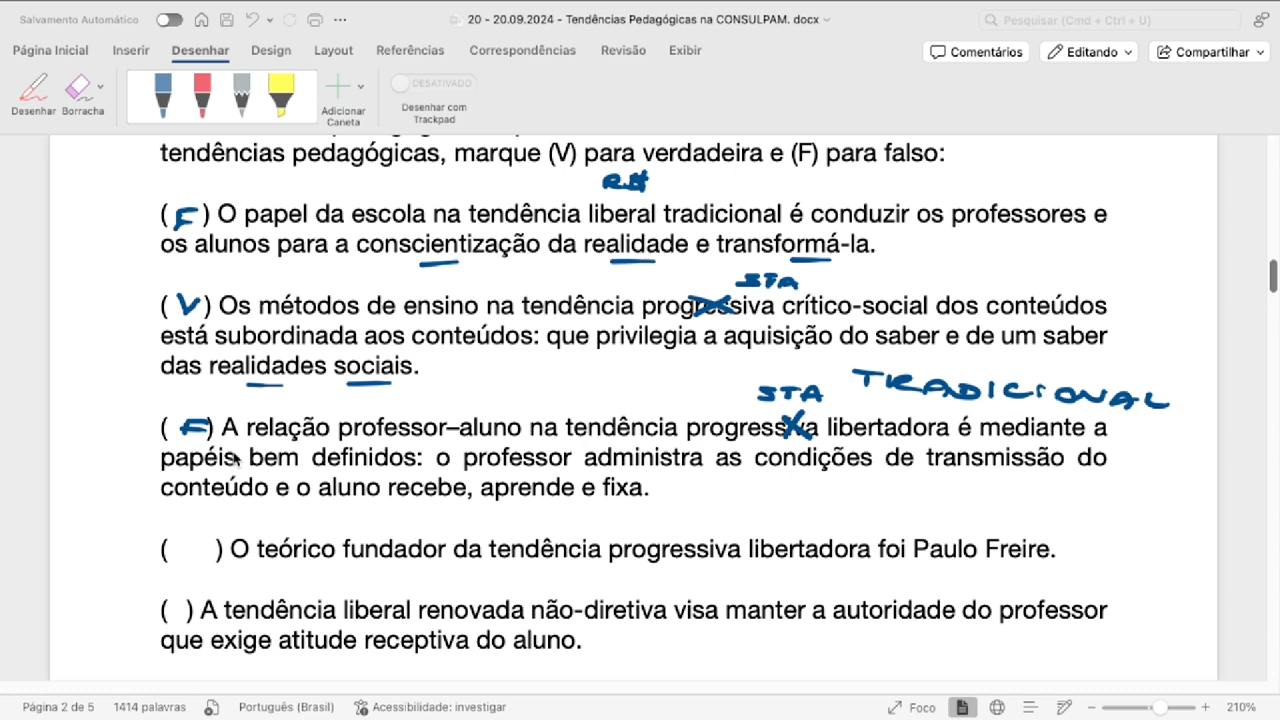 Salvamento Automático
20 - 20.09.2024 - Tendências Pedagógicas na CONSULPAM. docx
Pesquisar (Cmd + Ctrl + U)
Página Inicial Inserir Desenhar Design Layout Referências Correspondências Revisão Exibir Comentários Editando Compartilhar
DESATIVADO
Desenhar Borracha Adicionar Caneta Desenhar com Trackpad
tendências pedagógicas, marque (V) para verdadeira e (F) para falso:
( F ) O papel da escola na tendência liberal tradicional é conduzir os professores e
os alunos para a conscientização da realidade e transformá-la.
STA
( V ) Os métodos de ensino na tendência progressiva crítico-social dos conteúdos
está subordinada aos conteúdos: que privilegia a aquisição do saber e de um saber
das realidades sociais.
STA TRADICIONAL
( F ) A relação professor–aluno na tendência progressiva libertadora é mediante a
papéis bem definidos: o professor administra as condições de transmissão do
conteúdo e o aluno recebe, aprende e fixa.
( ) O teórico fundador da tendência progressiva libertadora foi Paulo Freire.
( ) A tendência liberal renovada não-diretiva visa manter a autoridade do professor
que exige atitude receptiva do aluno.
Página 2 de 5 1414 palavras Português (Brasil) Acessibilidade: investigar Foco 210%